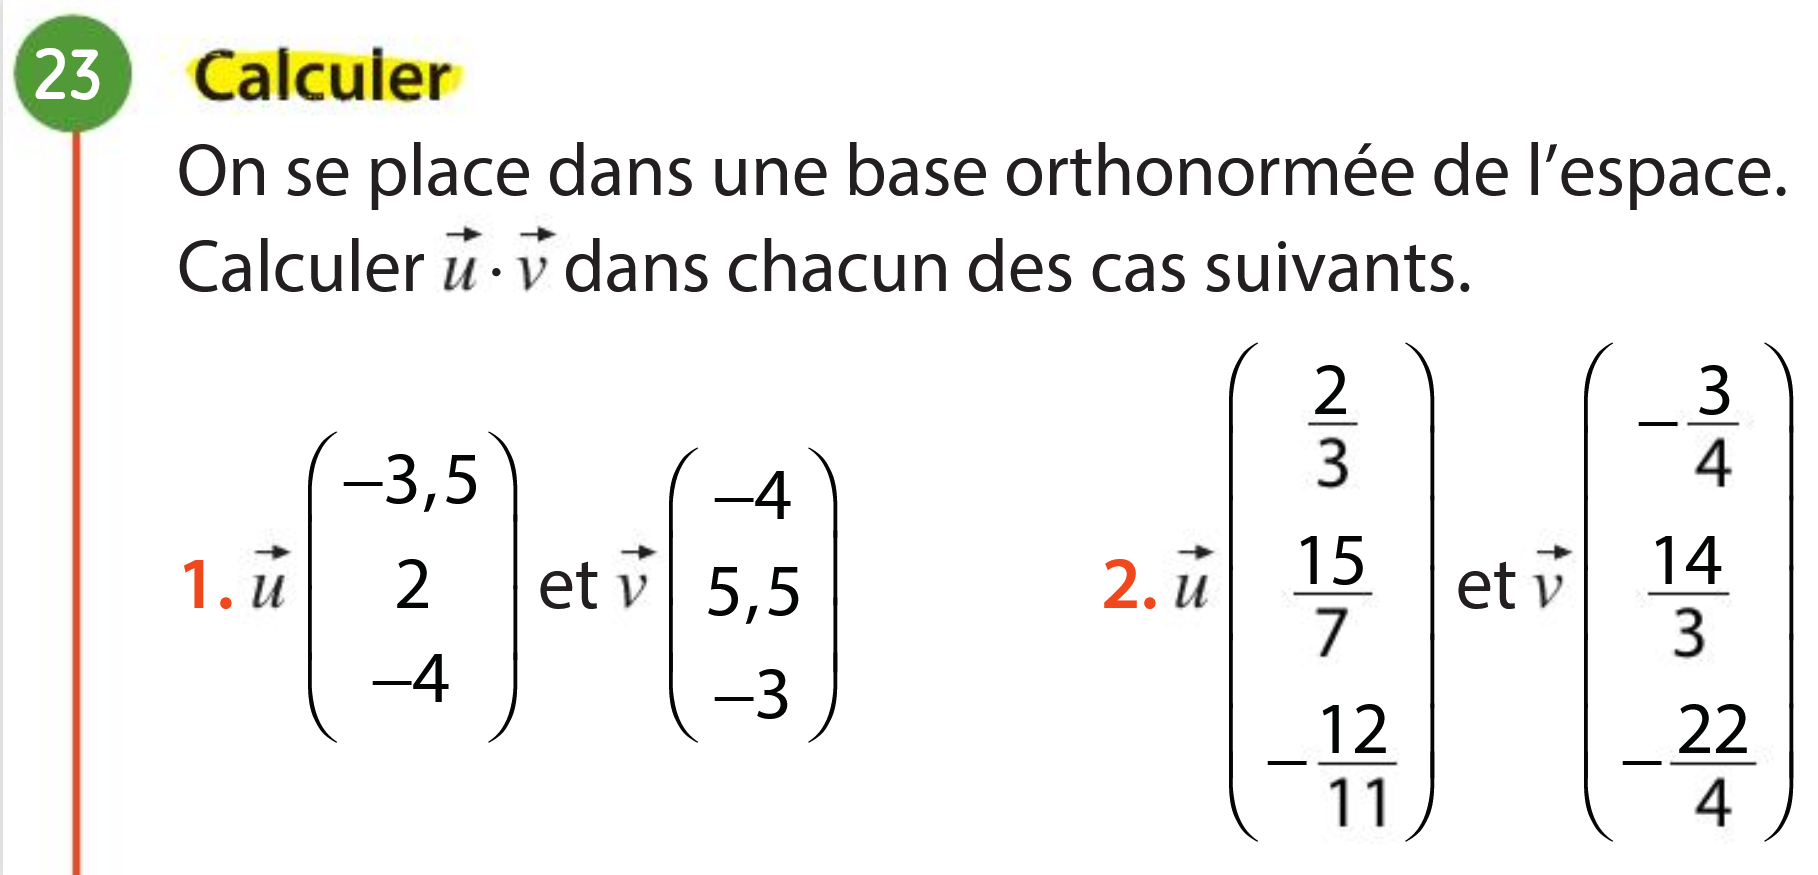 23 Calculer
On se place dans une base orthonormée de l’espace.
Calculer $\vec{u} \cdot \vec{v}$ dans chacun des cas suivants.
1. $\vec{u} \begin{pmatrix} -3,5 \\ 2 \\ -4 \end{pmatrix}$ et $\vec{v} \begin{pmatrix} -4 \\ 5,5 \\ -3 \end{pmatrix}$ 2. $\vec{u} \begin{pmatrix} \frac{2}{3} \\ \frac{15}{7} \\ -\frac{12}{11} \end{pmatrix}$ et $\vec{v} \begin{pmatrix} -\frac{3}{4} \\ \frac{14}{3} \\ -\frac{22}{4} \end{pmatrix}$